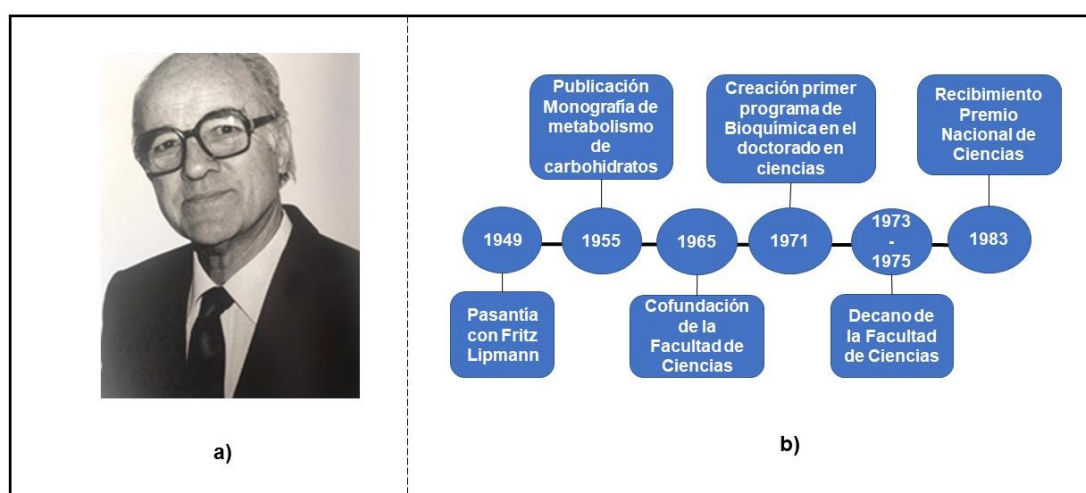 Publicación
Monografía de
metabolismo
de
carbohidratos
Creación primer
programa de
Bioquímica en el
doctorado en
ciencias
Recibimiento
Premio
Nacional de
Ciencias
1949
1955
1965
1971
1973
-
1975
1983
Pasantía
con Fritz
Lipmann
Cofundación
de la
Facultad de
Ciencias
Decano de
la Facultad
de Ciencias
a)
b)